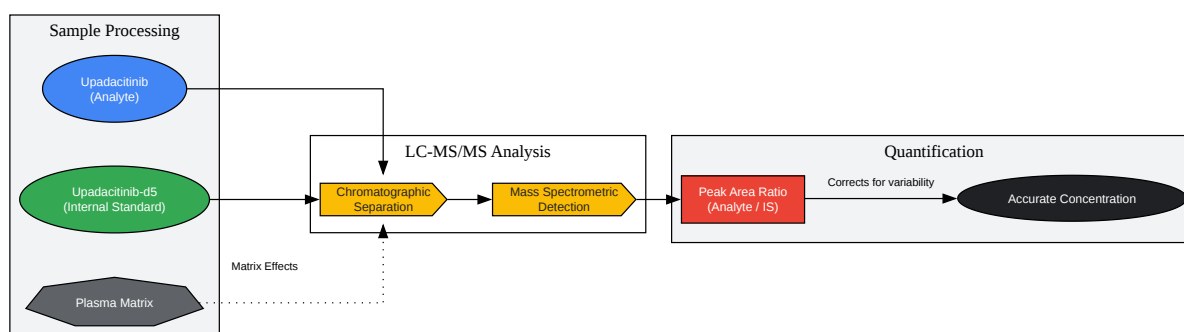 Sample Processing
Upadacitinib
(Analyte)
Upadacitinib-d5
(Internal Standard)
Plasma Matrix
Matrix Effects
LC-MS/MS Analysis
Chromatographic
Separation
Mass Spectrometric
Detection
Quantification
Peak Area Ratio
(Analyte / IS)
Corrects for variability
Accurate Concentration